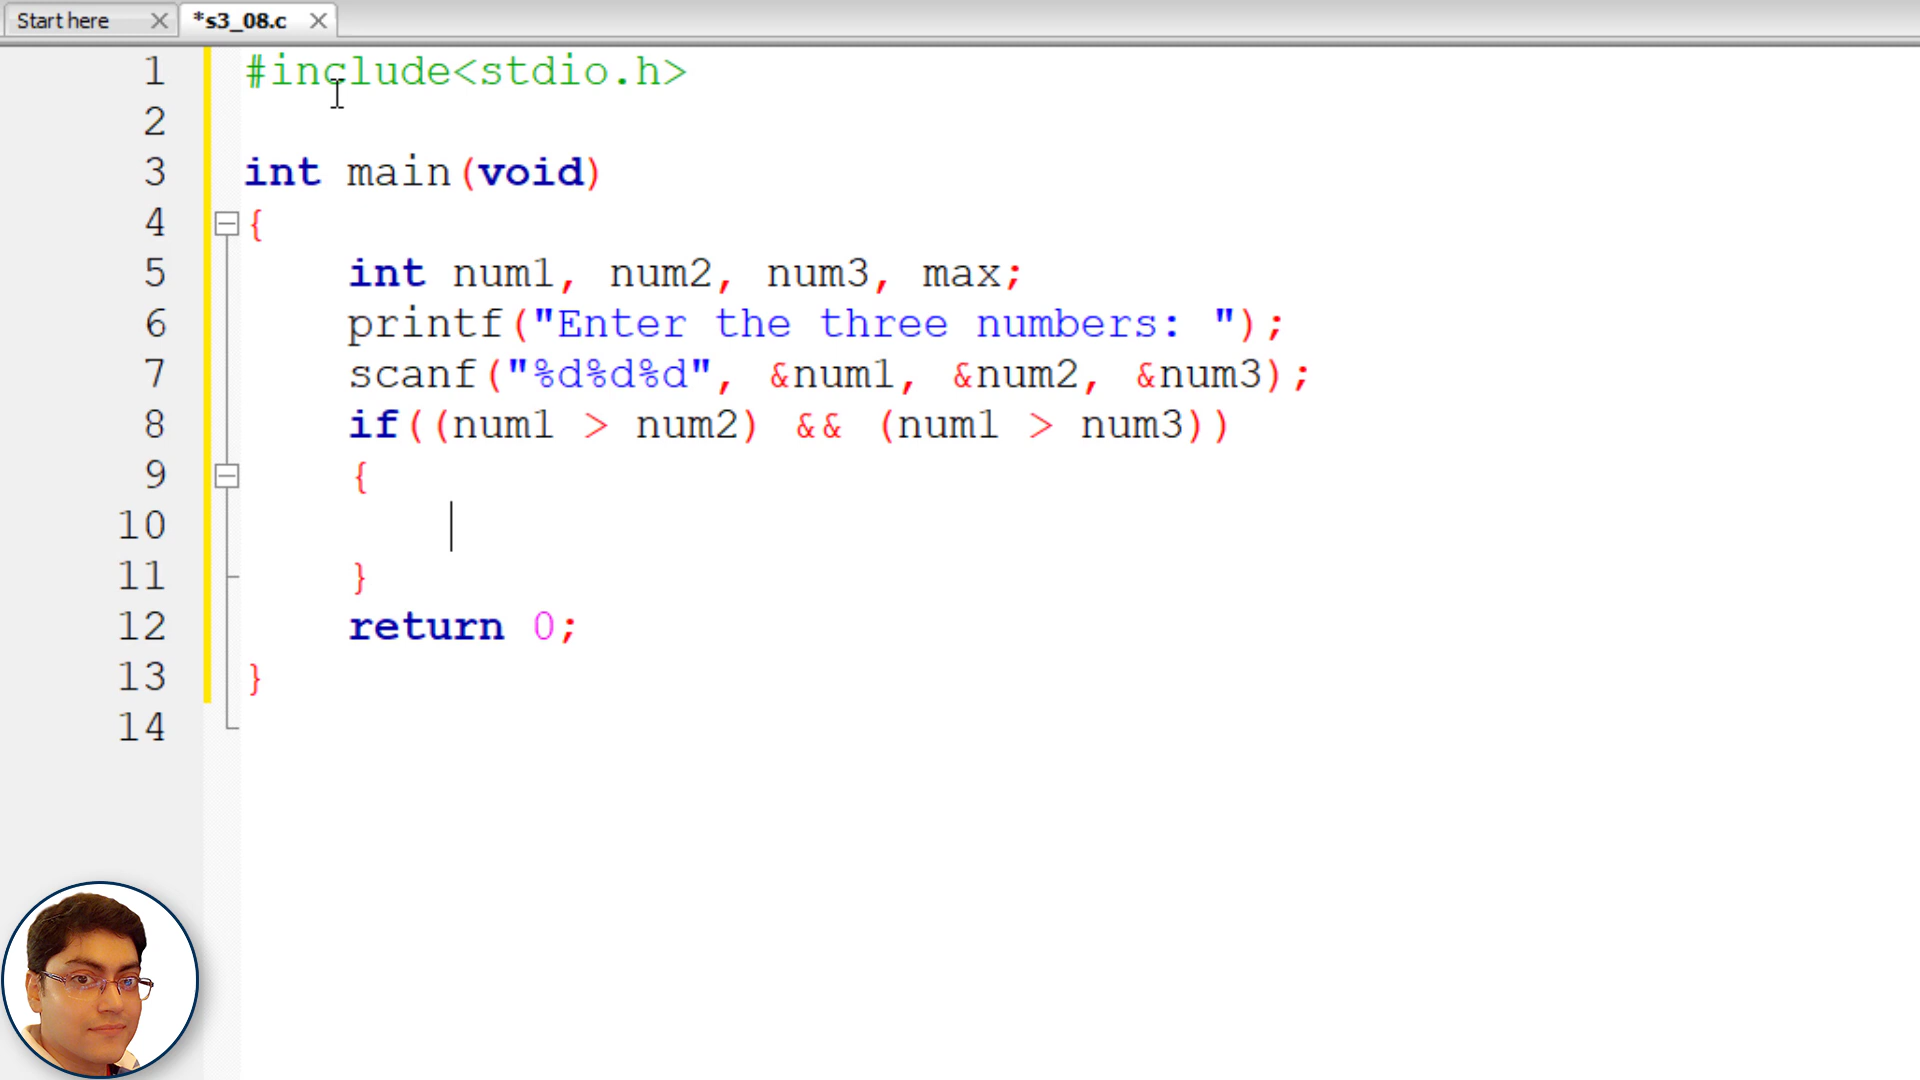 Start here
*s3_08.c
1 #include<stdio.h>
2
3 int main(void)
4 {
5 int num1, num2, num3, max;
6 printf("Enter the three numbers: ");
7 scanf("%d%d%d", &num1, &num2, &num3);
8 if((num1 > num2) && (num1 > num3))
9 {
10
11 }
12 return 0;
13 }
14